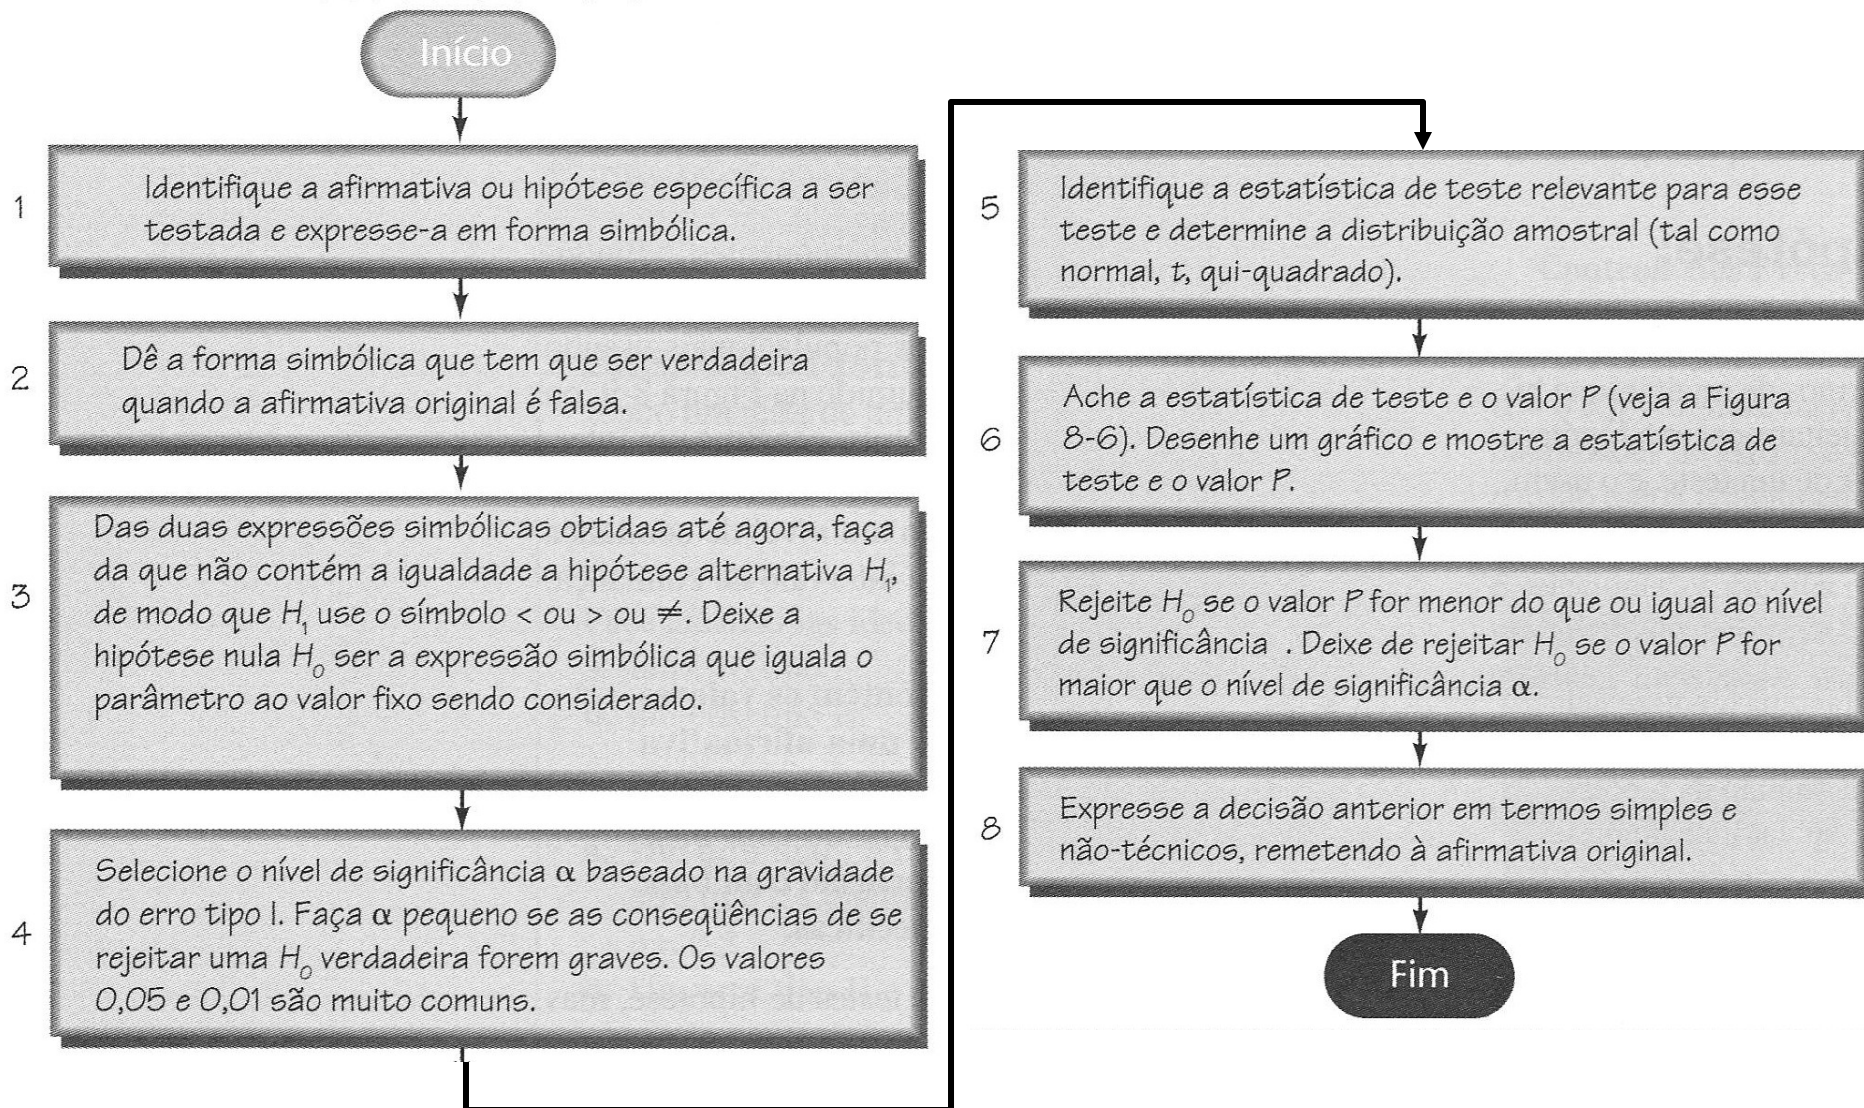 Início
1
Identifique a afirmativa ou hipótese específica a ser
testada e expresse-a em forma simbólica.
2
Dê a forma simbólica que tem que ser verdadeira
quando a afirmativa original é falsa.
3
Das duas expressões simbólicas obtidas até agora, faça
da que não contém a igualdade a hipótese alternativa H₁,
de modo que H₁ use o símbolo < ou > ou ≠. Deixe a
hipótese nula H₀ ser a expressão simbólica que iguala o
parâmetro ao valor fixo sendo considerado.
4
Selecione o nível de significância α baseado na gravidade
do erro tipo I. Faça α pequeno se as conseqüências de se
rejeitar uma H₀ verdadeira forem graves. Os valores
0,05 e 0,01 são muito comuns.
5
Identifique a estatística de teste relevante para esse
teste e determine a distribuição amostral (tal como
normal, t, qui-quadrado).
6
Ache a estatística de teste e o valor P (veja a Figura
8-6). Desenhe um gráfico e mostre a estatística de
teste e o valor P.
7
Rejeite H₀ se o valor P for menor do que ou igual ao nível
de significância . Deixe de rejeitar H₀ se o valor P for
maior que o nível de significância α.
8
Expresse a decisão anterior em termos simples e
não-técnicos, remetendo à afirmativa original.
Fim